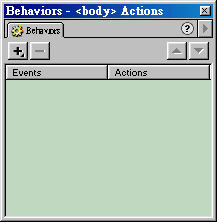 Behaviors - <body> Actions
Behaviors
Events Actions